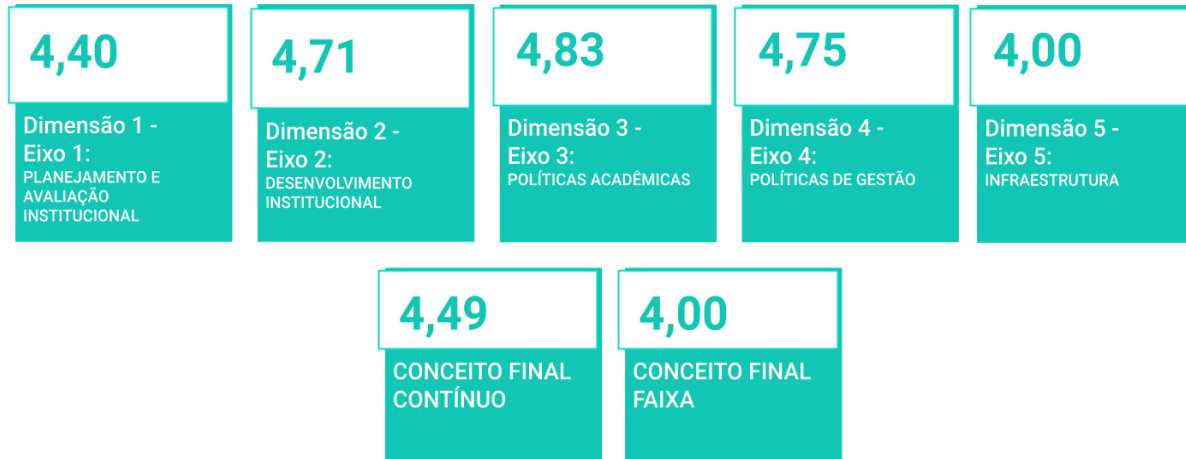 4,40
Dimensão 1 -
Eixo 1:
PLANEJAMENTO E
AVALIAÇÃO
INSTITUCIONAL
4,71
Dimensão 2 -
Eixo 2:
DESENVOLVIMENTO
INSTITUCIONAL
4,83
Dimensão 3 -
Eixo 3:
POLÍTICAS ACADÊMICAS
4,75
Dimensão 4 -
Eixo 4:
POLÍTICAS DE GESTÃO
4,00
Dimensão 5 -
Eixo 5:
INFRAESTRUTURA
4,49
CONCEITO FINAL
CONTÍNUO
4,00
CONCEITO FINAL
FAIXA